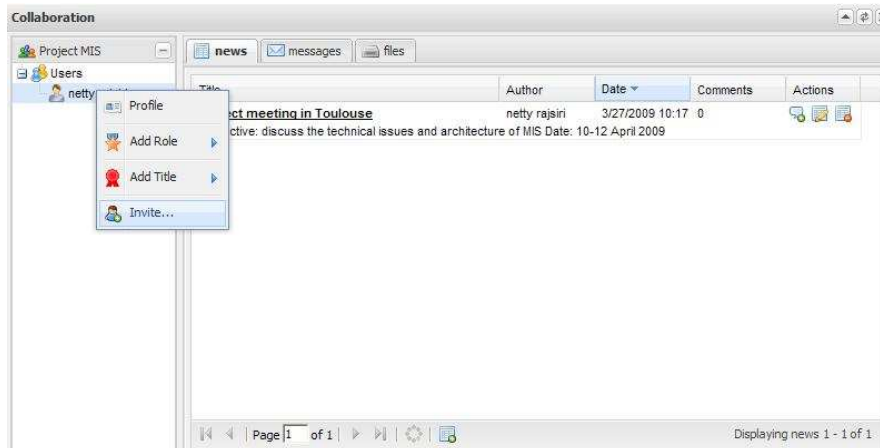 Collaboration
Project MIS
Users
netty
Profile
Add Role
Add Title
Invite...
news messages files
Title Author Date Comments Actions
meeting in Toulouse netty rajsiri 3/27/2009 10:17 0
discuss the technical issues and architecture of MIS Date: 10-12 April 2009
Page 1 of 1
Displaying news 1 - 1 of 1